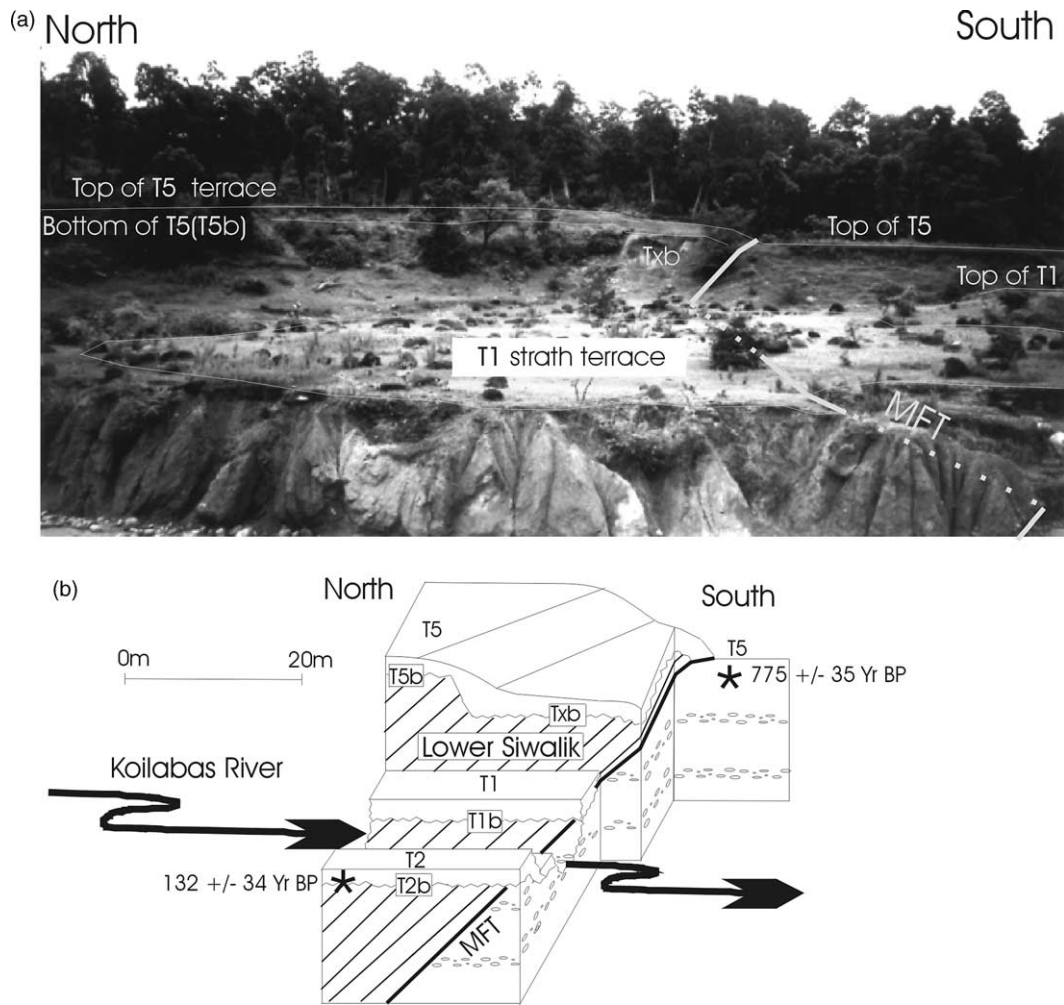 (a)
North
South
Top of T5 terrace
Bottom of T5(T5b)
Txb
Top of T5
Top of T1
T1 strath terrace
MFT
(b)
North
South
0m
20m
T5
T5
T5b
775 +/- 35 Yr BP
Txb
Lower Siwalik
Koilabas River
T1
T1b
T2
132 +/- 34 Yr BP
T2b
MFT